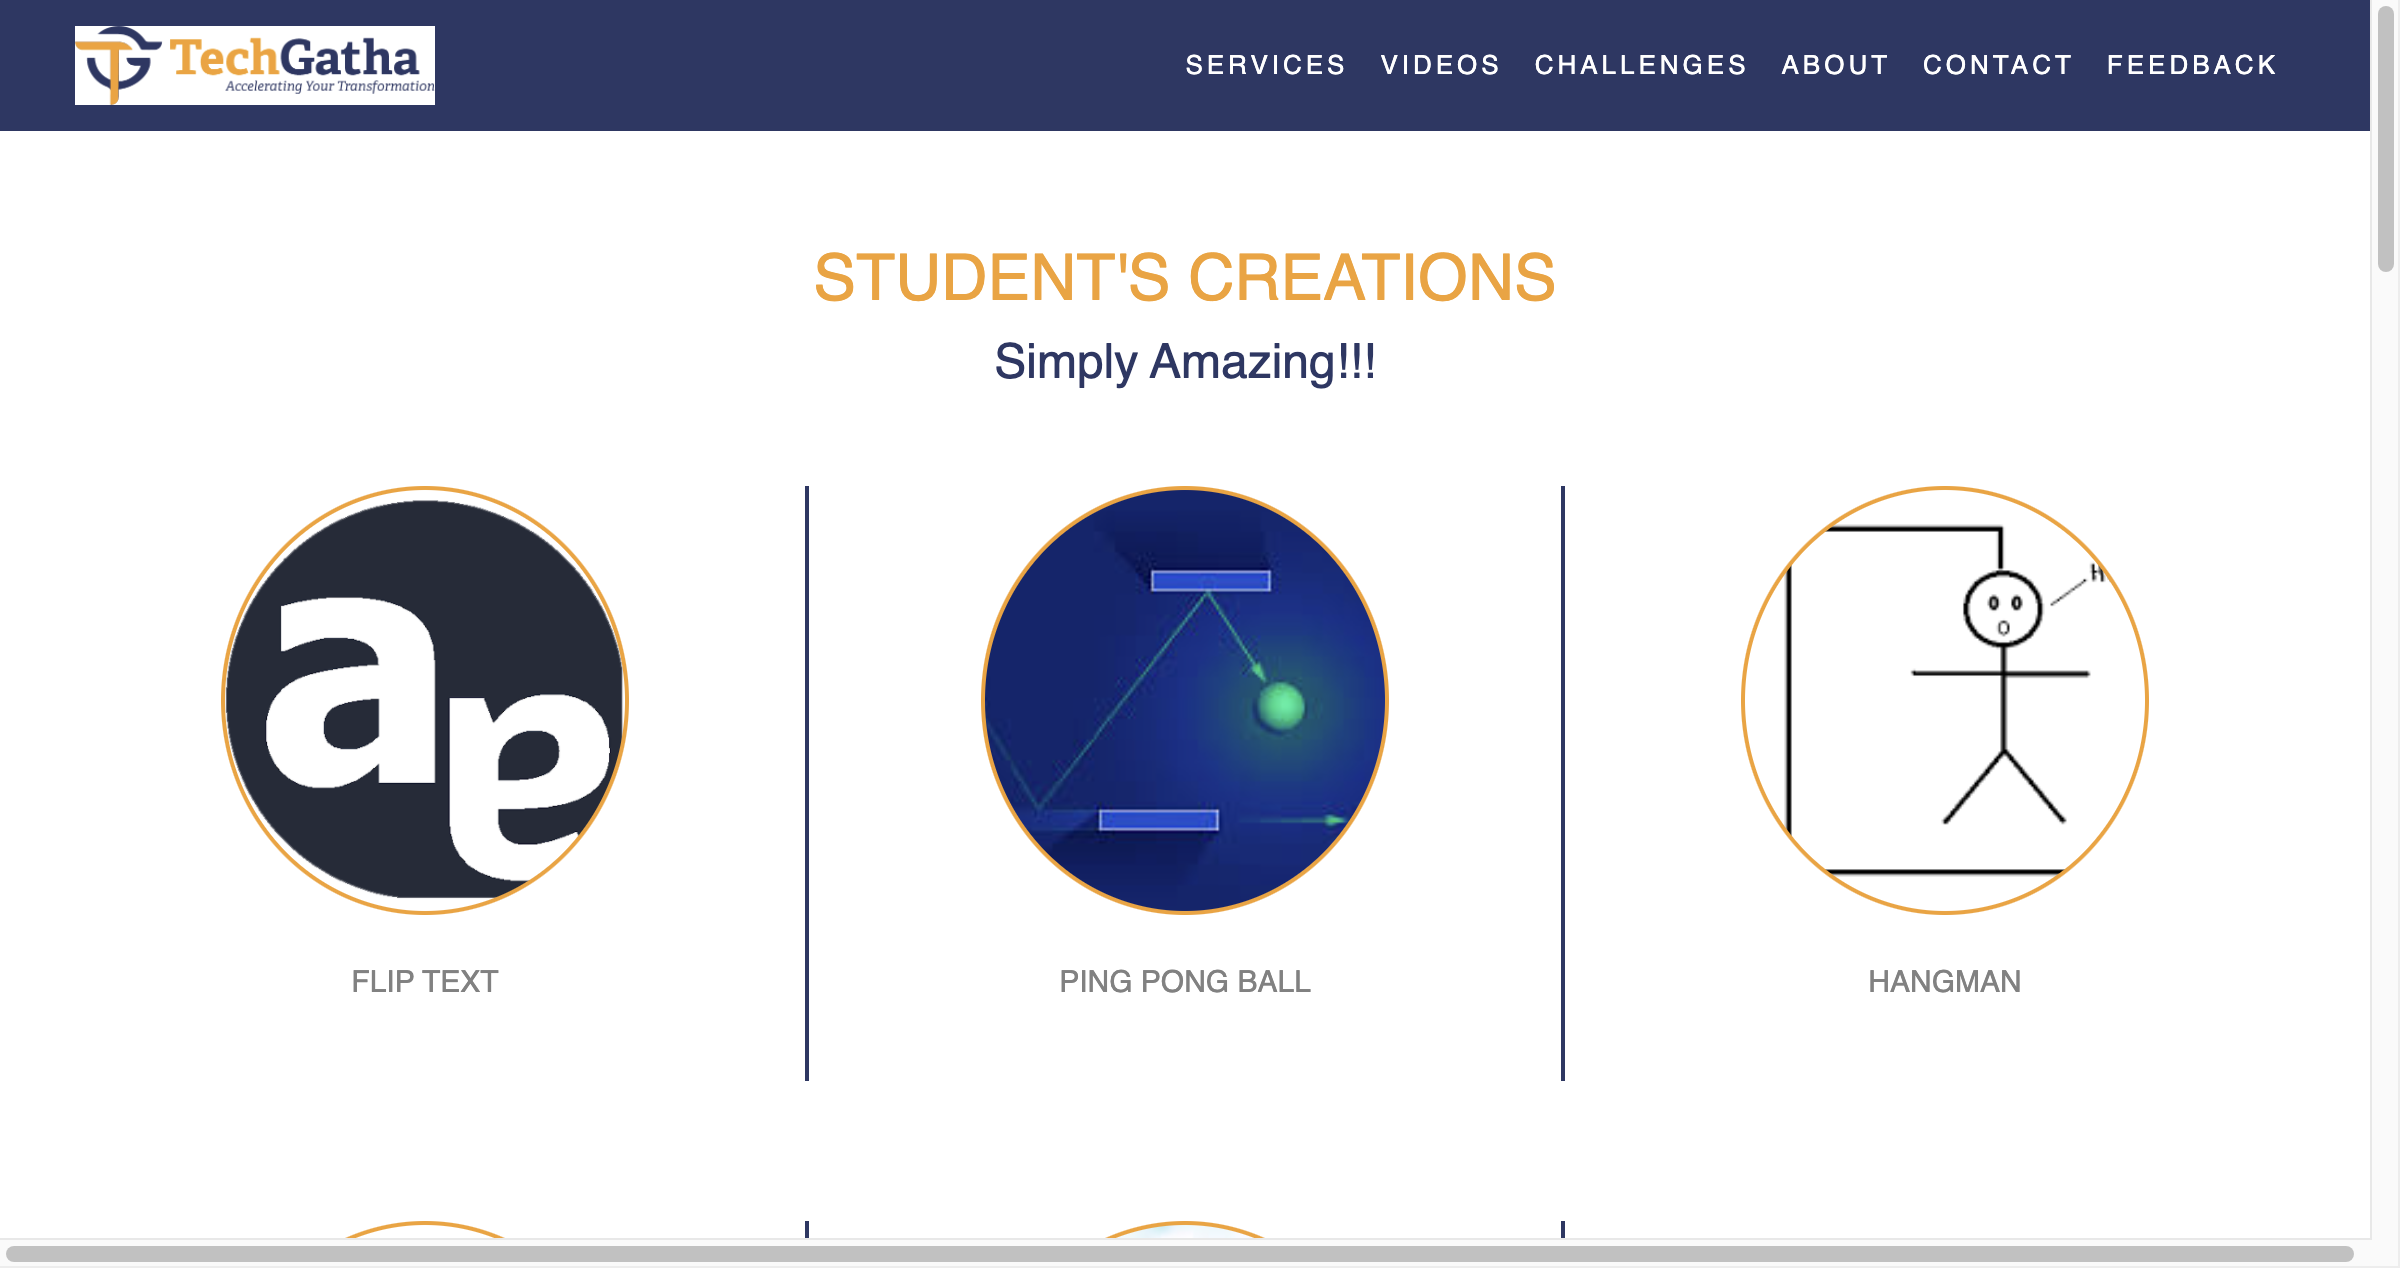 TechGatha
Accelerating Your Transformation
SERVICES VIDEOS CHALLENGES ABOUT CONTACT FEEDBACK
STUDENT'S CREATIONS
Simply Amazing!!!
a
a
H
FLIP TEXT
PING PONG BALL
HANGMAN